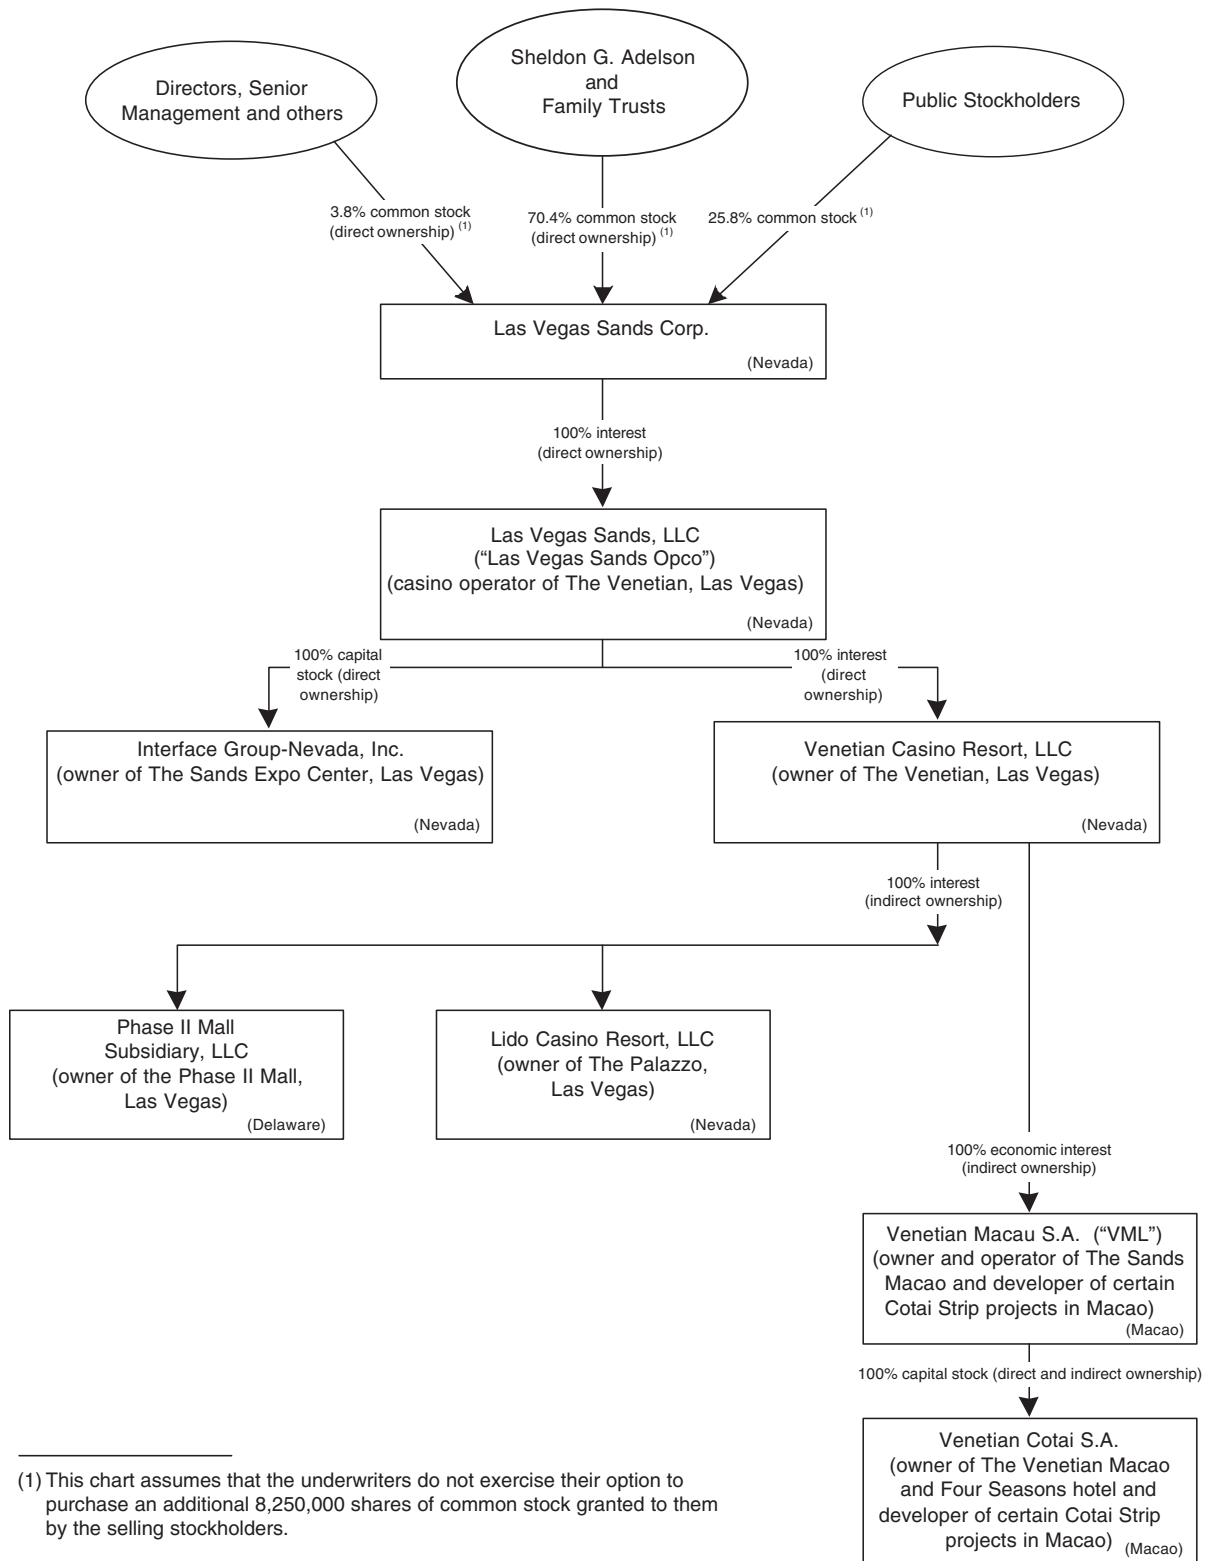 Directors, Senior
Management and others
Sheldon G. Adelson
and
Family Trusts
Public Stockholders
3.8% common stock
(direct ownership) (1)
70.4% common stock
(direct ownership) (1)
25.8% common stock (1)
Las Vegas Sands Corp.
(Nevada)
100% interest
(direct ownership)
Las Vegas Sands, LLC
(“Las Vegas Sands Opco”)
(casino operator of The Venetian, Las Vegas)
(Nevada)
100% capital
stock (direct
ownership)
100% interest
(direct
ownership)
Interface Group-Nevada, Inc.
(owner of The Sands Expo Center, Las Vegas)
(Nevada)
Venetian Casino Resort, LLC
(owner of The Venetian, Las Vegas)
(Nevada)
100% interest
(indirect ownership)
Phase II Mall
Subsidiary, LLC
(owner of the Phase II Mall,
Las Vegas)
(Delaware)
Lido Casino Resort, LLC
(owner of The Palazzo,
Las Vegas)
(Nevada)
100% economic interest
(indirect ownership)
Venetian Macau S.A. (“VML”)
(owner and operator of The Sands
Macao and developer of certain
Cotai Strip projects in Macao)
(Macao)
100% capital stock (direct and indirect ownership)
Venetian Cotai S.A.
(owner of The Venetian Macao
and Four Seasons hotel and
developer of certain Cotai Strip
projects in Macao) (Macao)
(1) This chart assumes that the underwriters do not exercise their option to
purchase an additional 8,250,000 shares of common stock granted to them
by the selling stockholders.